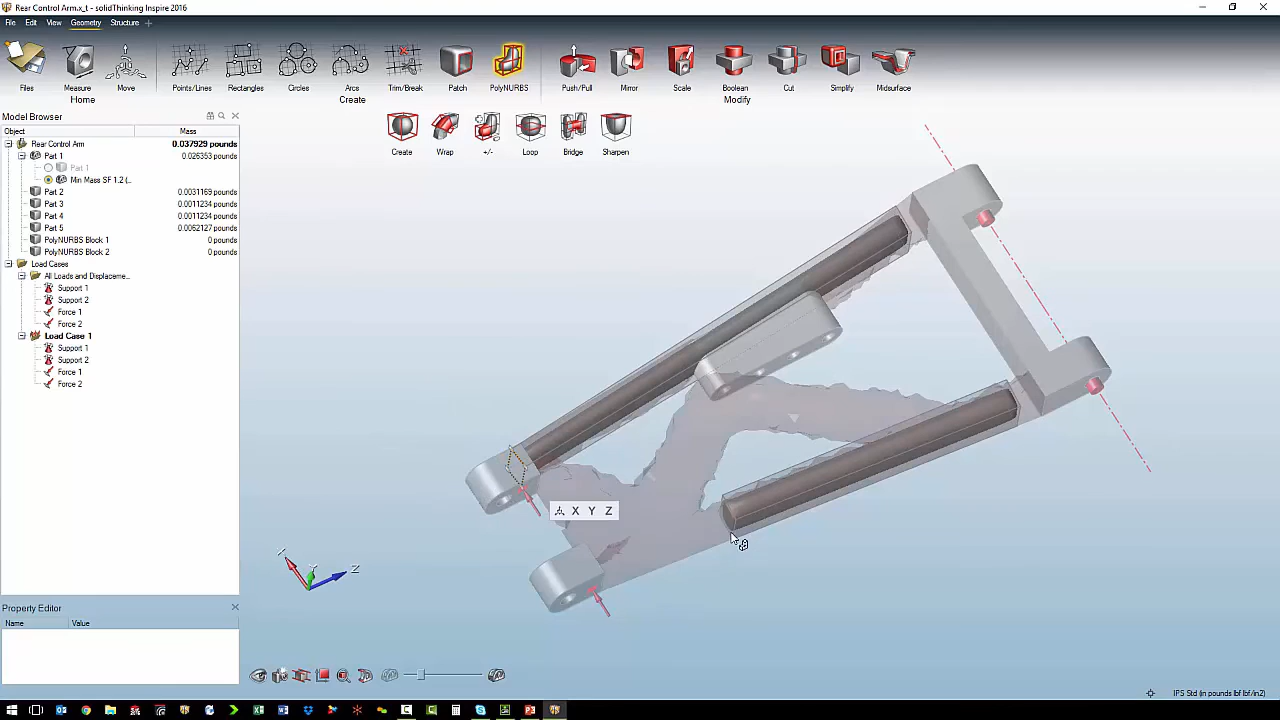 Rear Control Arm.x_t - solidThinking Inspire 2016
File Edit View Geometry Structure +
Files Measure Move Points/Lines Rectangles Circles Arcs Trim/Break Patch PolyNURBS Push/Pull Mirror Scale Boolean Cut Simplify Midsurface
Home Create Modify
Create Wrap +/- Loop Bridge Sharpen
Model Browser
Object Mass
Rear Control Arm 0.037929 pounds
Part 1 0.026353 pounds
Part 1
Min Mass SF 1.2 (...
Part 2 0.0031169 pounds
Part 3 0.0011234 pounds
Part 4 0.0011234 pounds
Part 5 0.0062127 pounds
PolyNURBS Block 1 0 pounds
PolyNURBS Block 2 0 pounds
Load Cases
All Loads and Displaceme...
Support 1
Support 2
Force 1
Force 2
Load Case 1
Support 1
Support 2
Force 1
Force 2
X Y Z
X Y Z
Property Editor
Name Value
IPS Std (in pounds lbf lbf/in2)